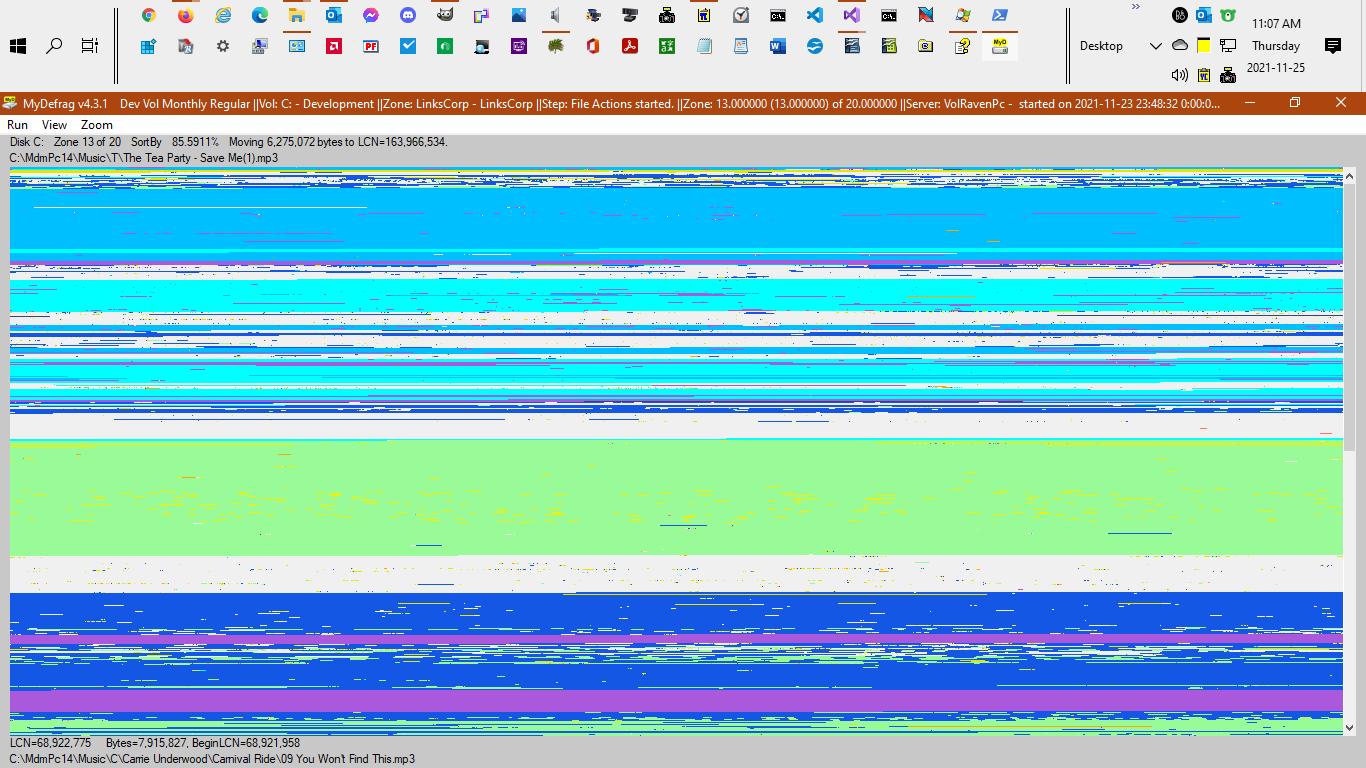 11:07 AM
Desktop
Thursday
2021-11-25
MyDefrag v4.3.1 Dev Vol Monthly Regular ||Vol: C: - Development ||Zone: LinksCorp - LinksCorp ||Step: File Actions started. ||Zone: 13.000000 (13.000000) of 20.000000 ||Server: VolRavenPc - started on 2021-11-23 23:48:32 0:00:0...
Run View Zoom
Disk C: Zone 13 of 20 SortBy 85.5911% Moving 6,275,072 bytes to LCN=163,966,534.
C:\MdmPc14\Music\T\The Tea Party - Save Me(1).mp3
LCN=68,922,775 Bytes=7,915,827, BeginLCN=68,921,958
C:\MdmPc14\Music\C\Carrie Underwood\Carnival Ride\09 You Won't Find This.mp3